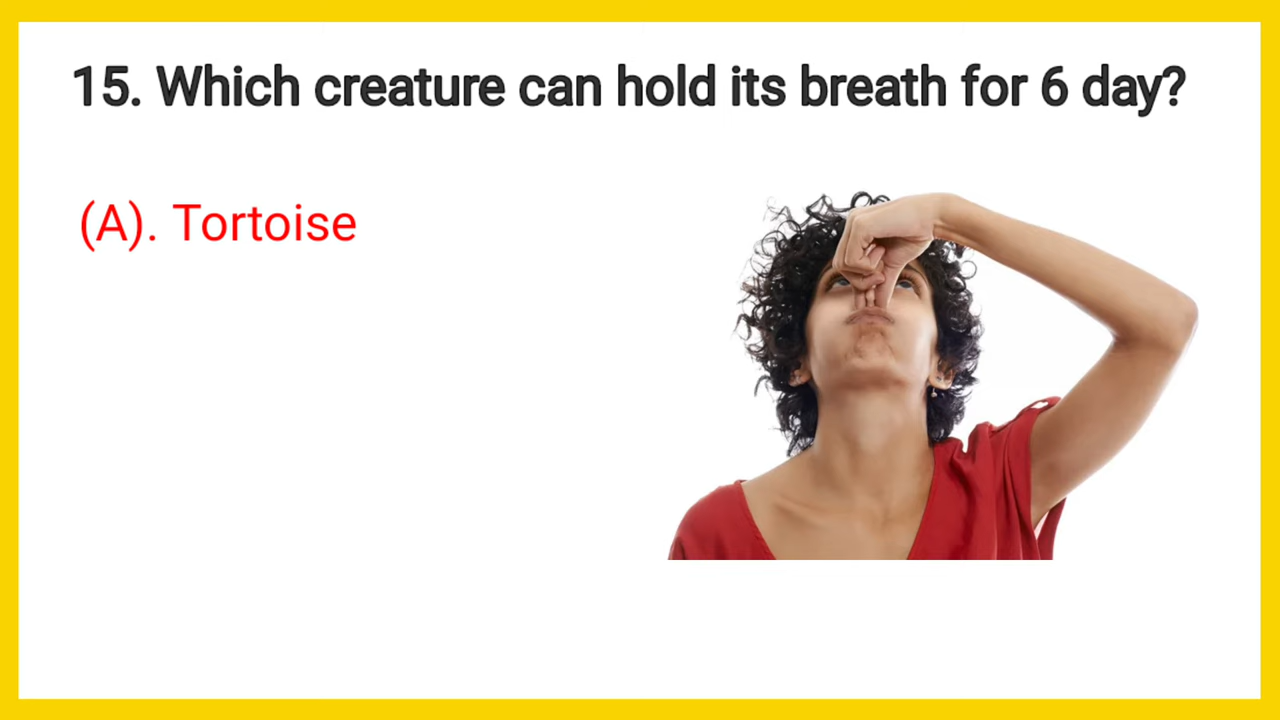 15. Which creature can hold its breath for 6 day?
(A). Tortoise